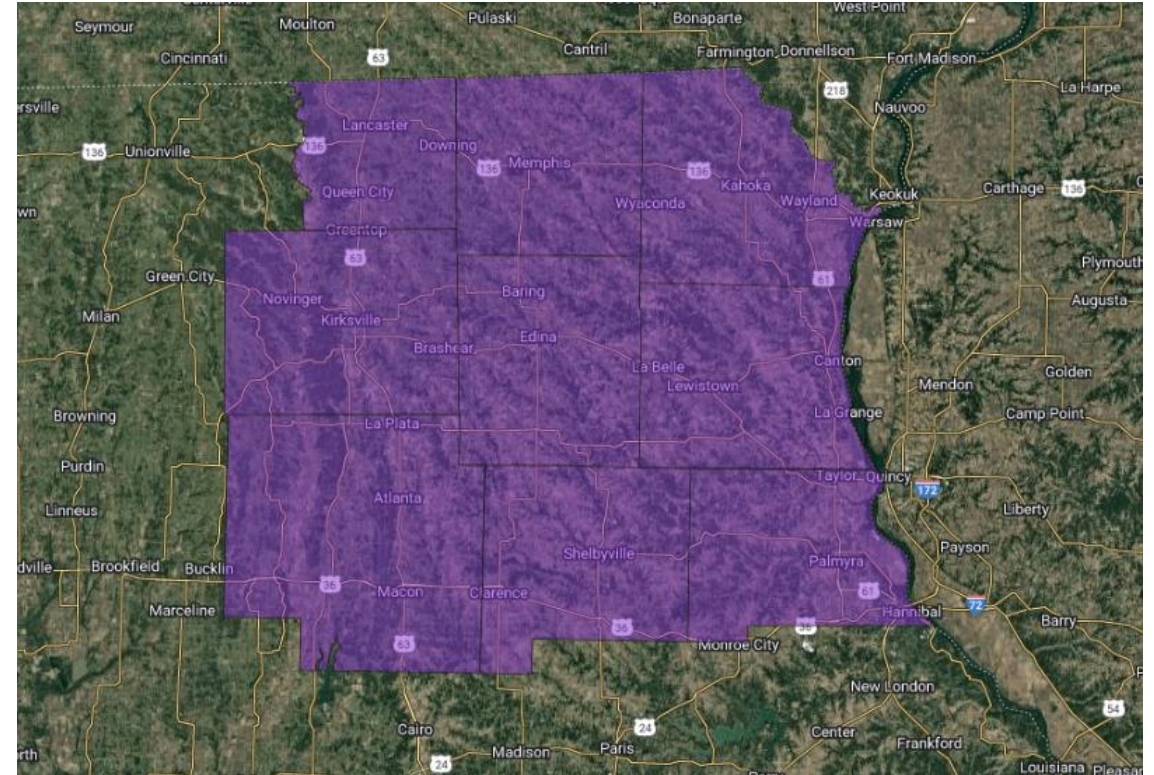 West Point
Pulaski
Bonaparte
Seymour
Moulton
Cantril
Farmington
Donnellson
Cincinnati
63
Fort Madison
218
La Harpe
ersville
Nauvoo
Lancaster
136
Unionville
136
Downing
136
Memphis
136
Kahoka
Queen City
Wyaconda
Wayland
Keokuk
Carthage
136
wn
Warsaw
Greentop
63
Plymouth
Green City
61
Novinger
Baring
Augusta
Milan
Kirksville
Edina
Brashear
La Belle
Canton
Golden
Lewistown
Mendon
Browning
La Plata
La Grange
Camp Point
Purdin
Taylor
Quincy
172
Atlanta
Linneus
Liberty
Shelbyville
Palmyra
Payson
dville
Brookfield
Bucklin
36
Macon
Clarence
61
72
Marceline
Hannibal
Barry
36
36
63
Monroe City
New London
54
Cairo
24
Center
Frankford
24
Madison
Paris
rth
Louisiana